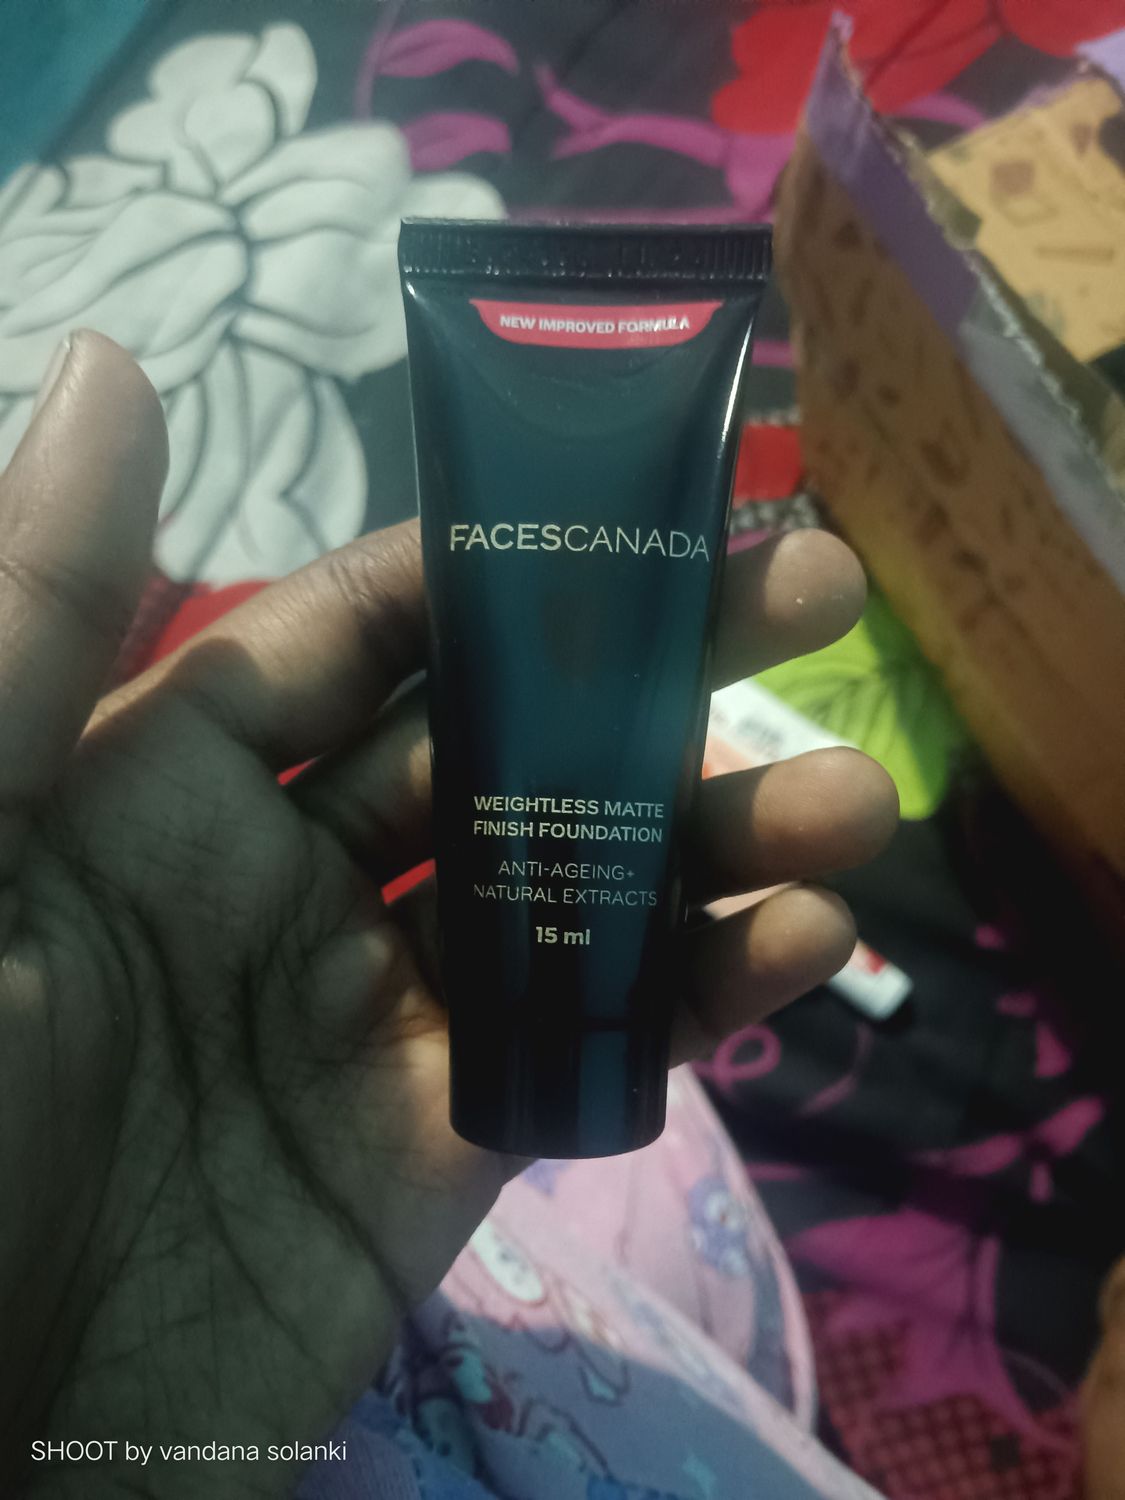 NEW IMPROVED FORMULA
FACESCANADA
WEIGHTLESS MATTE
FINISH FOUNDATION
ANTI-AGEING+
NATURAL EXTRACTS
15 ml
SHOOT by vandana solanki